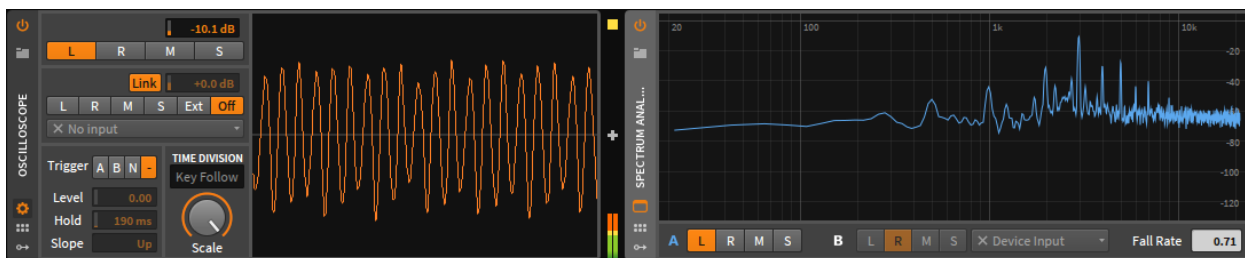 OSCILLOSCOPE
-10.1 dB
L R M S
Link +0.0 dB
L R M S Ext Off
× No input
Trigger A B N -
Level 0.00
Hold 190 ms
Slope Up
TIME DIVISION
Key Follow
Scale
SPECTRUM ANAL...
20 100 1k 10k
-20
-40
-60
-80
-100
-120
A L R M S B L R M S × Device Input Fall Rate 0.71